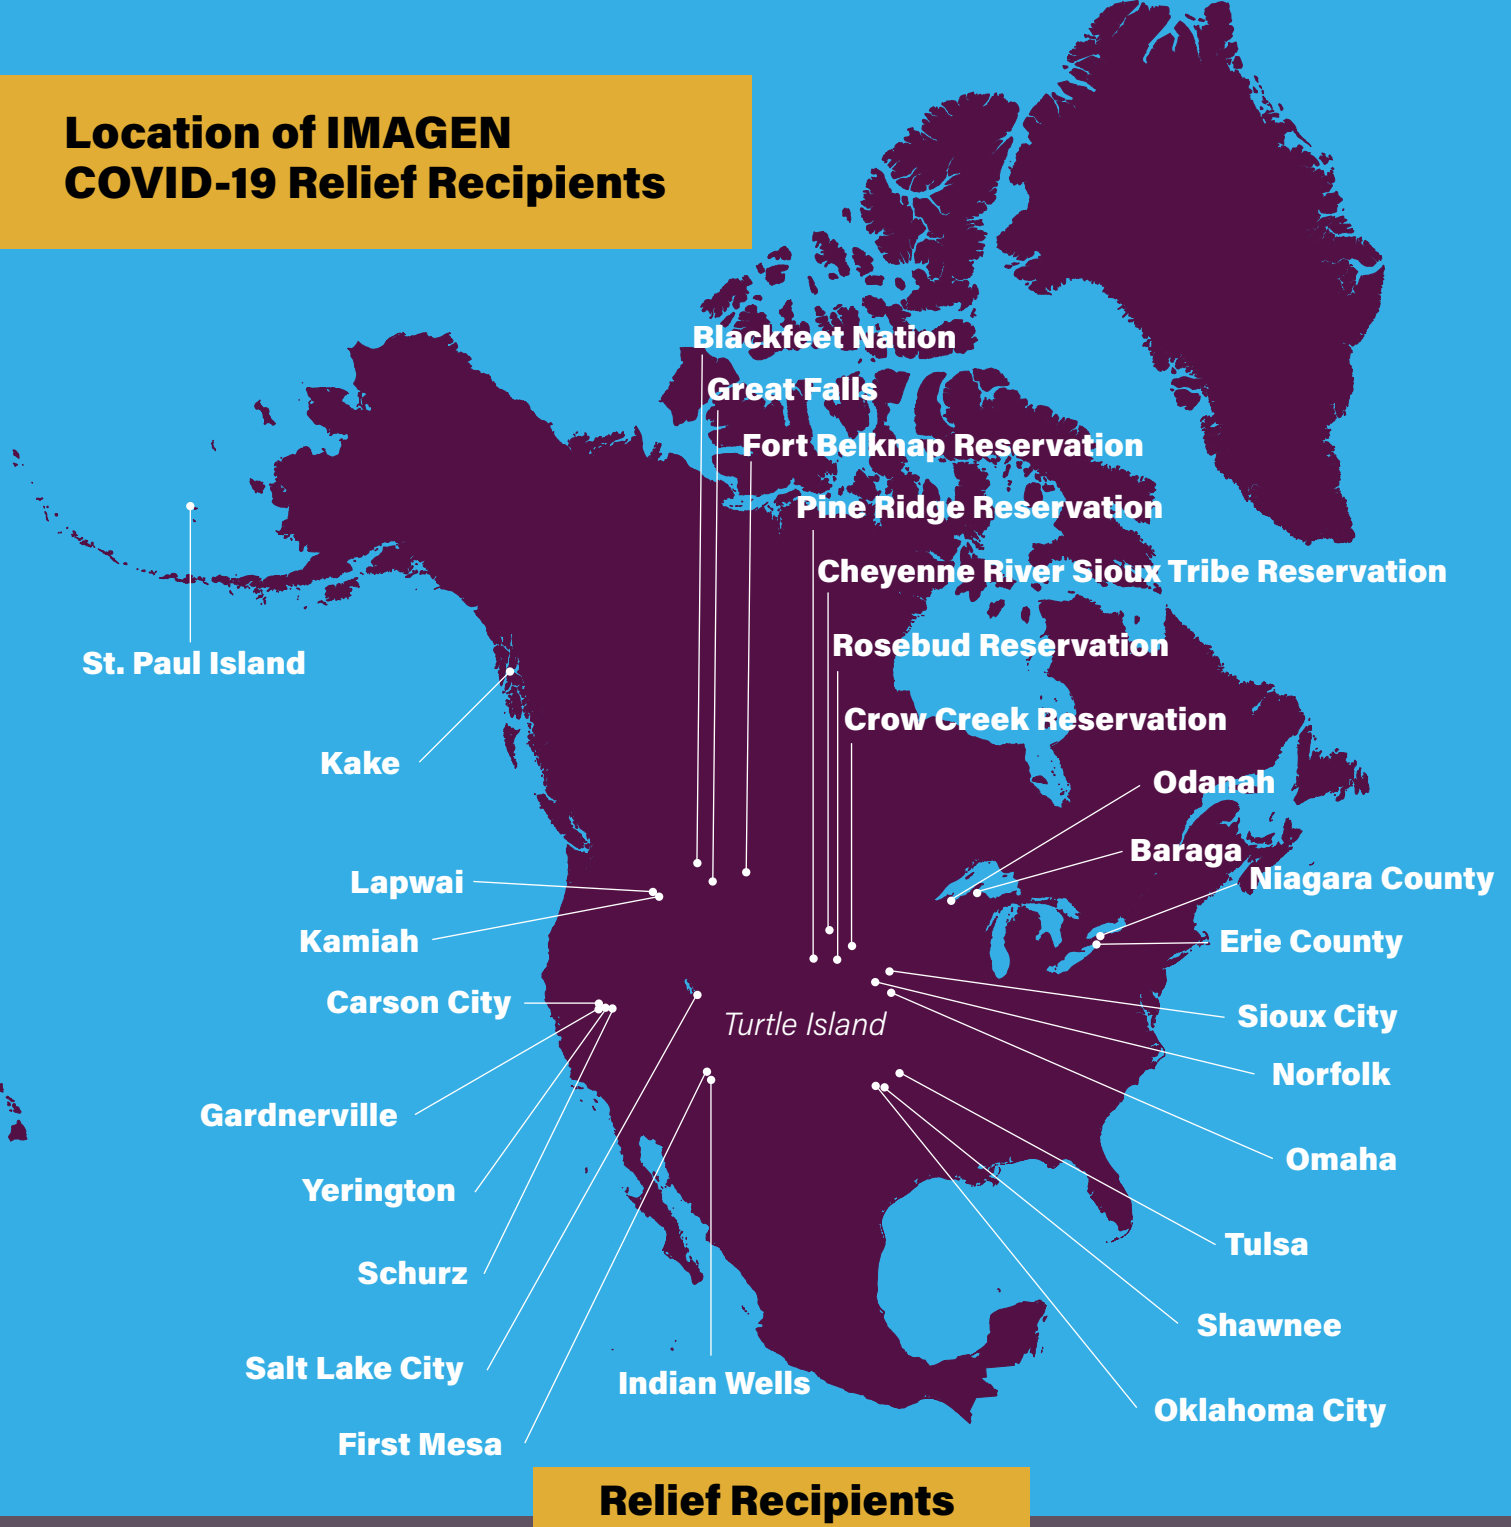 Location of IMAGEN
COVID-19 Relief Recipients
Blackfeet Nation
Great Falls
Fort Belknap Reservation
Pine Ridge Reservation
Cheyenne River Sioux Tribe Reservation
Rosebud Reservation
St. Paul Island
Crow Creek Reservation
Kake
Odanah
Baraga
Lapwai
Niagara County
Kamiah
Erie County
Carson City
Turtle Island
Sioux City
Norfolk
Gardnerville
Omaha
Yerington
Tulsa
Schurz
Shawnee
Salt Lake City
Indian Wells
Oklahoma City
First Mesa
Relief Recipients